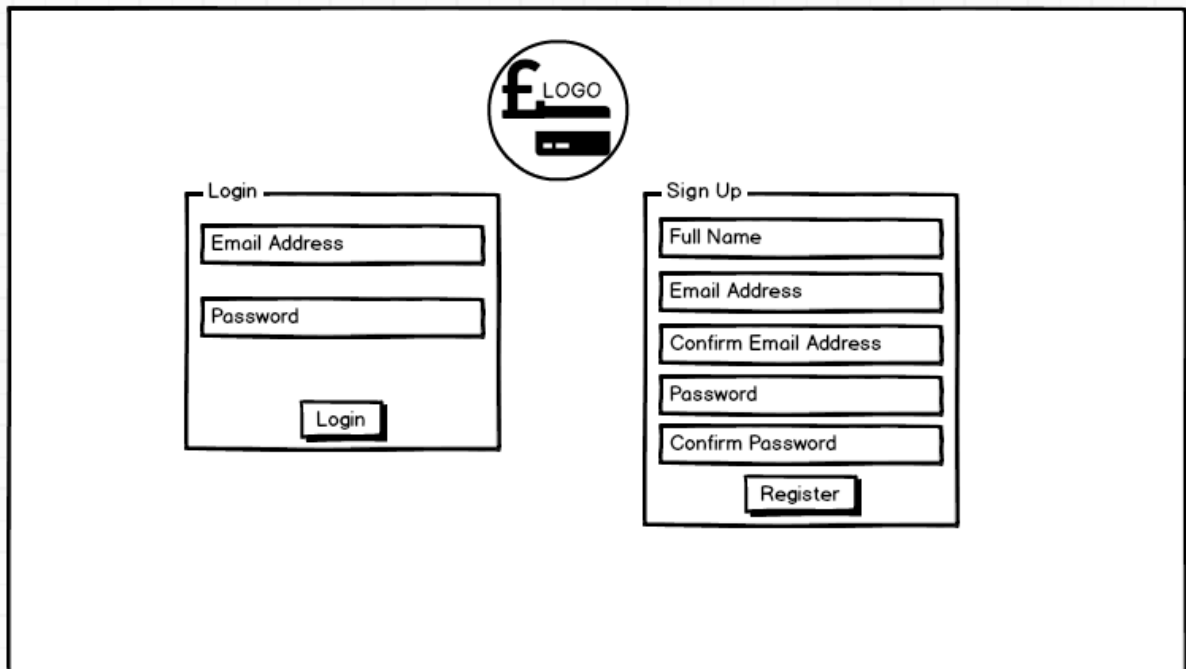 £ LOGO
Login
Email Address
Password
Login
Sign Up
Full Name
Email Address
Confirm Email Address
Password
Confirm Password
Register